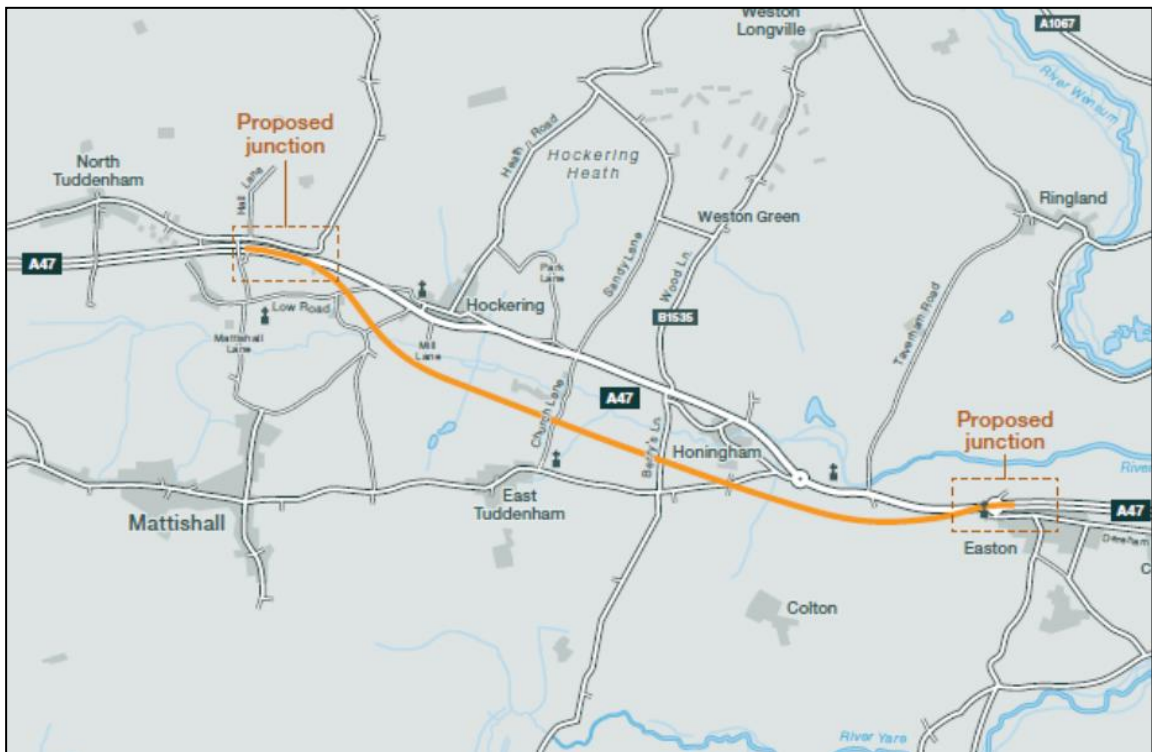 Weston
Longville
A1067
River Wensum
Proposed
junction
North
Tuddenham
Hall Lane
Heath Road
Hockering
Heath
Ringland
Weston Green
A47
Park
Lane
Sandy Lane
Wood Ln.
Hockering
Low Road
B1535
Taverham Road
Mattishall
Lane
Mill
Lane
A47
Church Lane
Proposed
junction
Berry's Ln.
Honingham
River
Mattishall
East
Tuddenham
A47
Easton
Dereham
C
Colton
River Yare